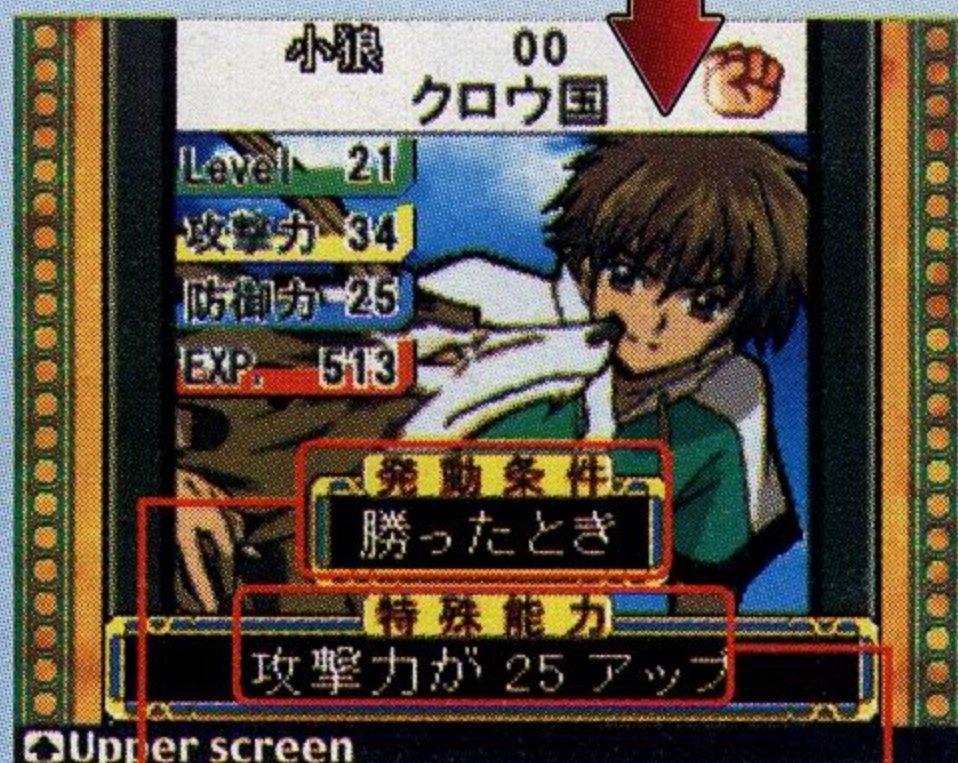 小狼 00
クロウ国
Level 21
攻撃力 34
防御力 25
EXP. 513
発動条件
勝ったとき
特殊能力
攻撃力が 25 アップ
Upper screen